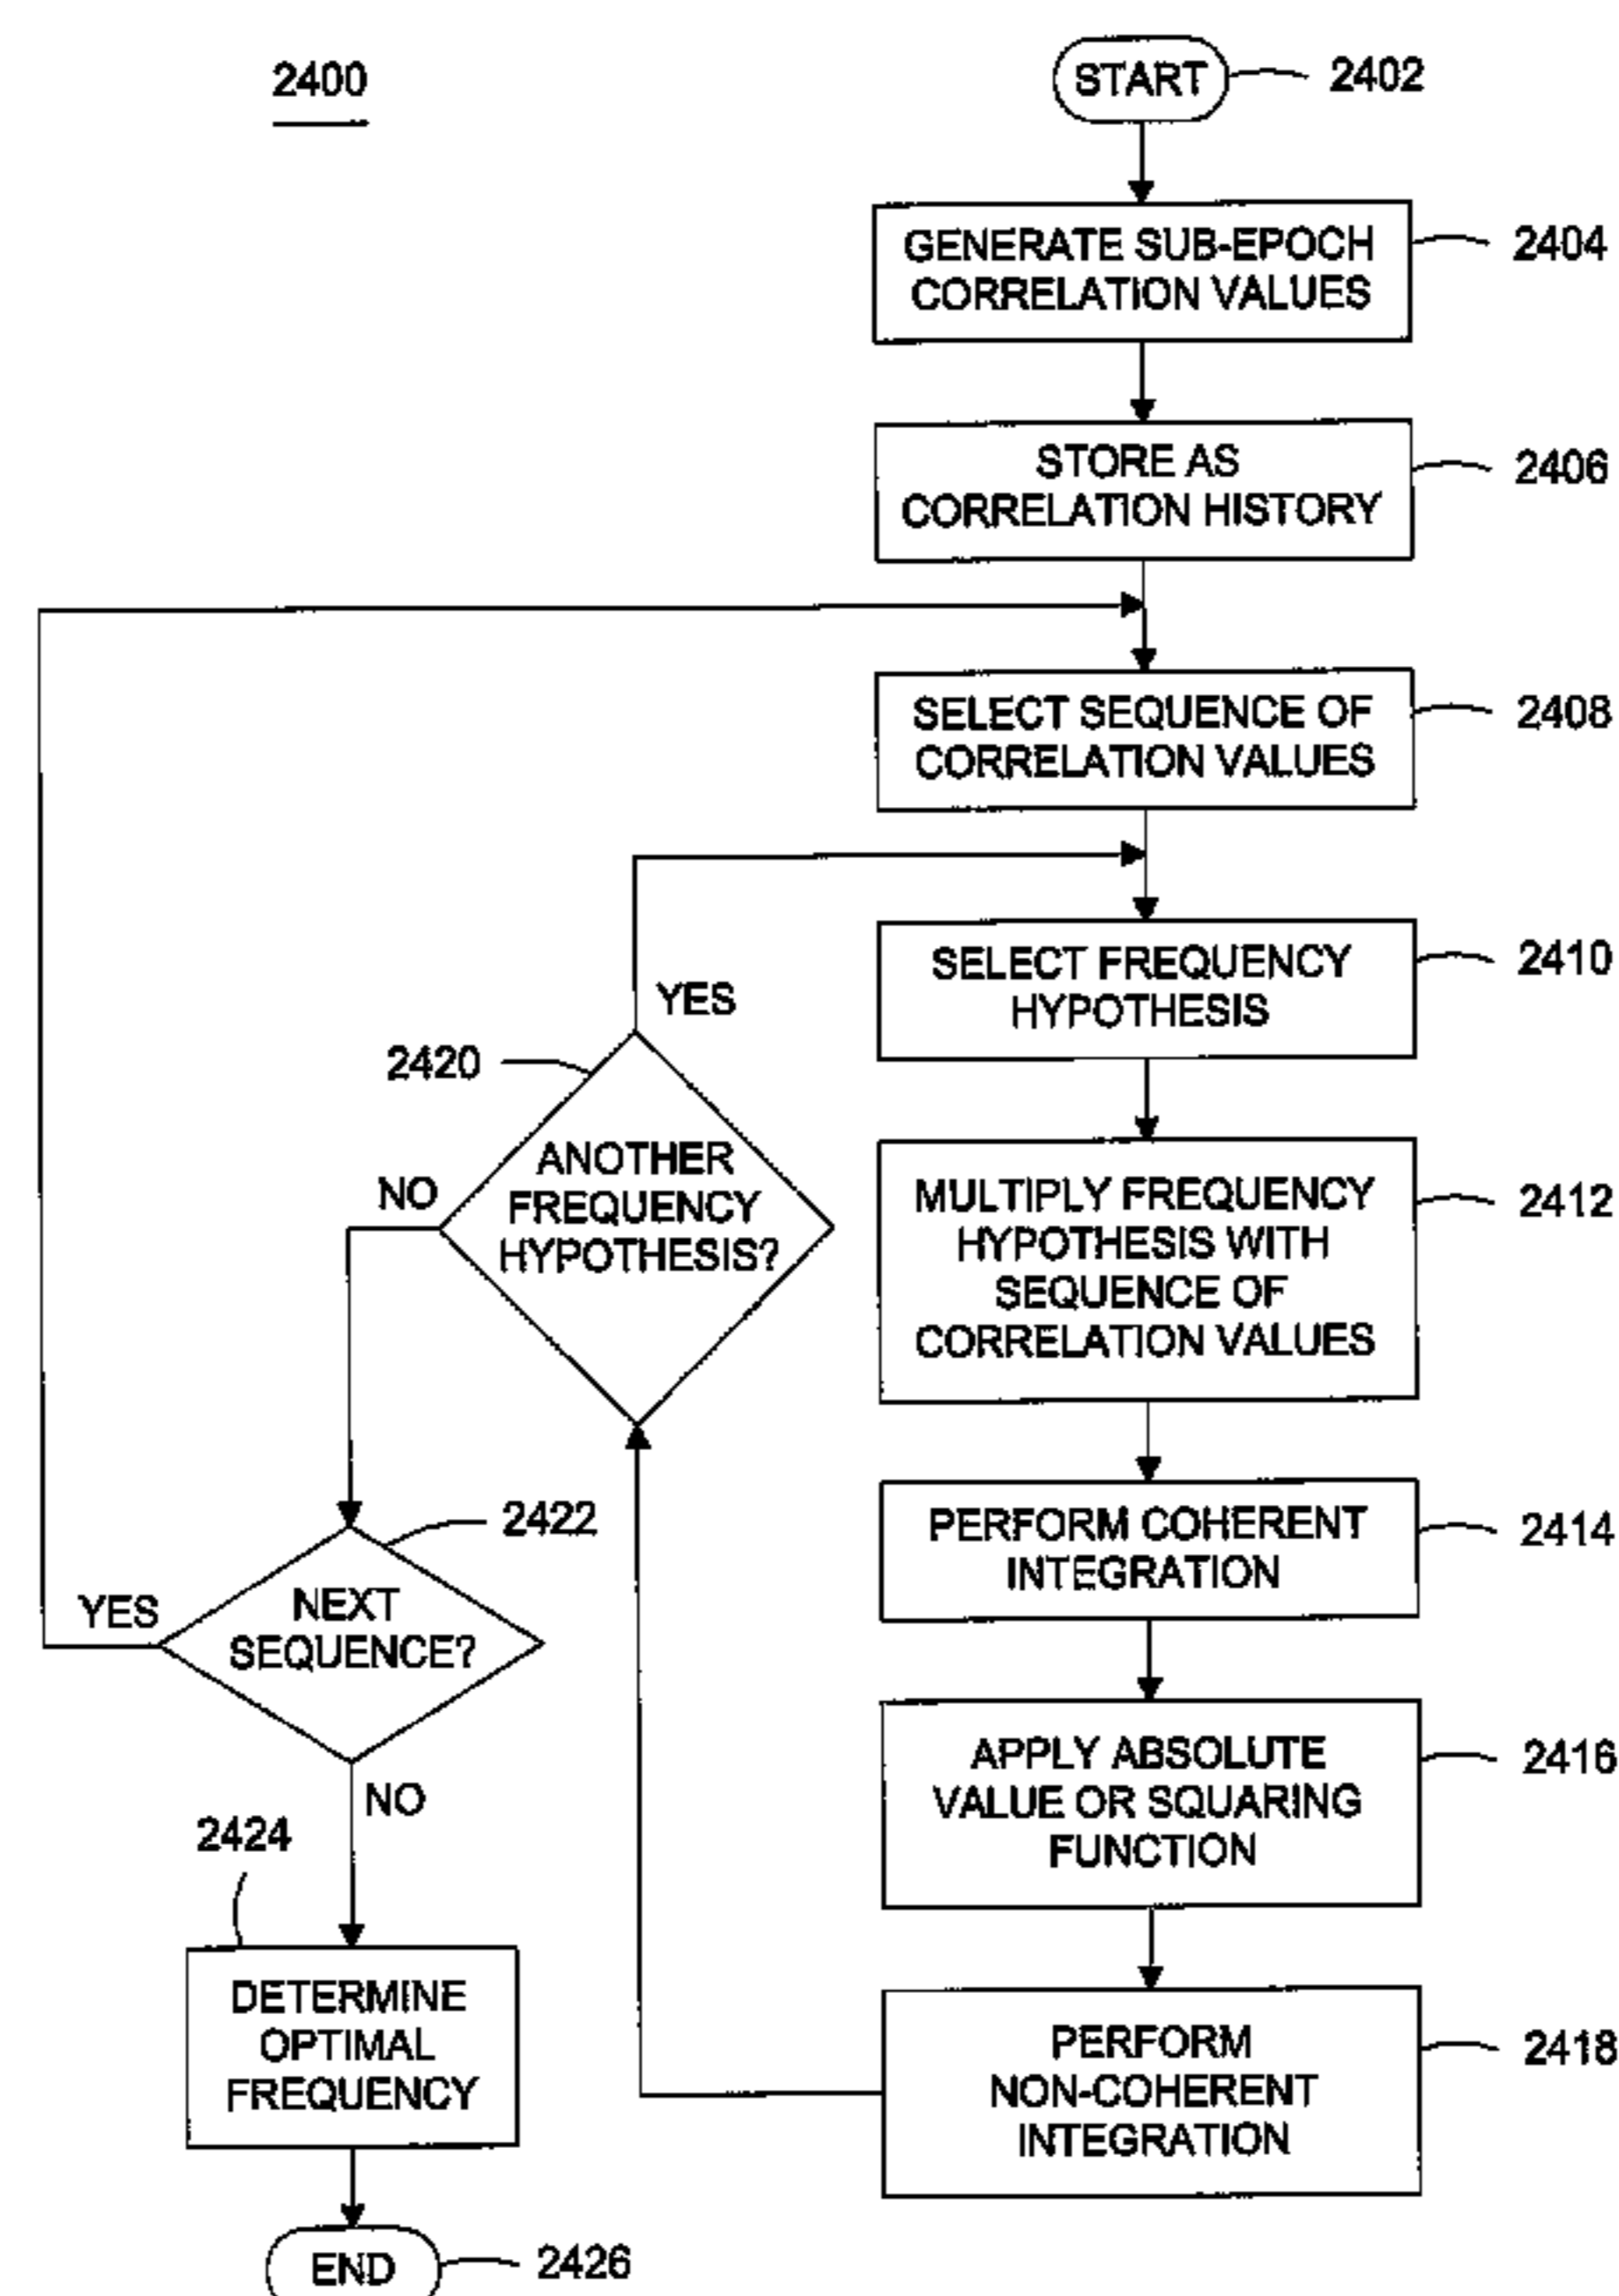 2400
START
2402
GENERATE SUB-EPOCH
CORRELATION VALUES
2404
STORE AS
CORRELATION HISTORY
2406
SELECT SEQUENCE OF
CORRELATION VALUES
2408
SELECT FREQUENCY
HYPOTHESIS
2410
MULTIPLY FREQUENCY
HYPOTHESIS WITH
SEQUENCE OF
CORRELATION VALUES
2412
PERFORM COHERENT
INTEGRATION
2414
APPLY ABSOLUTE
VALUE OR SQUARING
FUNCTION
2416
PERFORM
NON-COHERENT
INTEGRATION
2418
YES
2420
ANOTHER
FREQUENCY
HYPOTHESIS?
NO
2422
NEXT
SEQUENCE?
YES
NO
2424
DETERMINE
OPTIMAL
FREQUENCY
END
2426